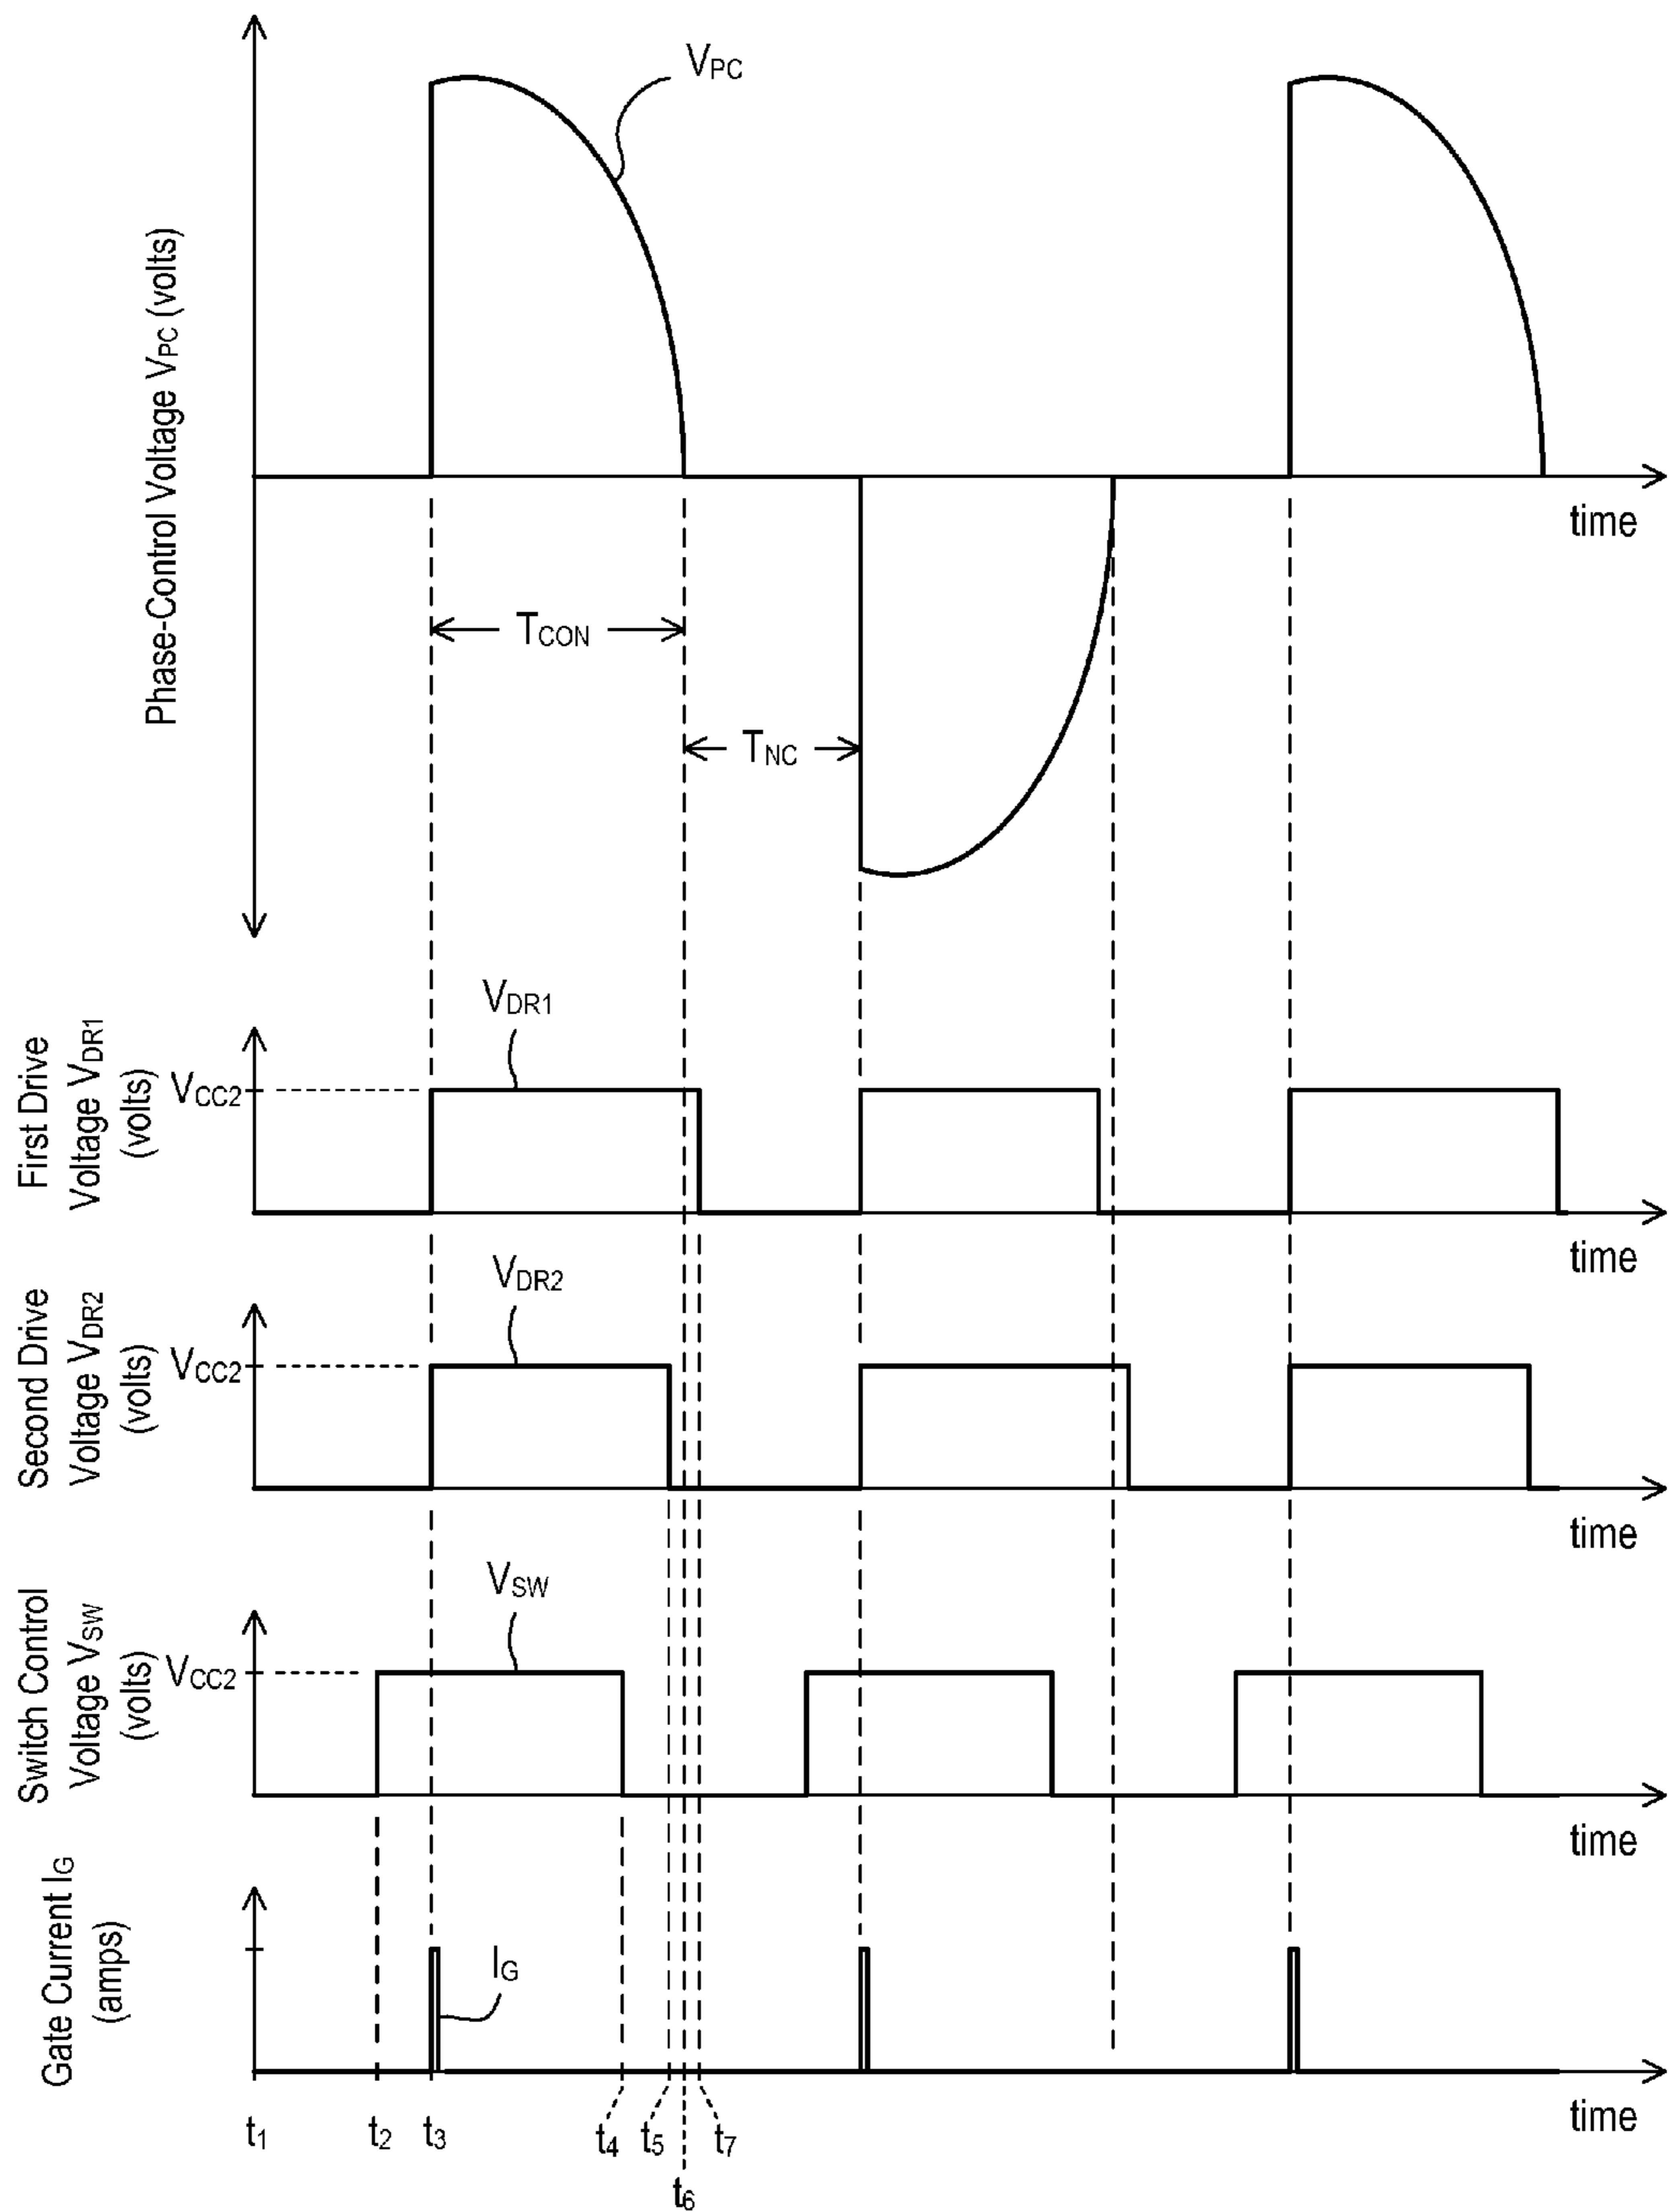 Phase-Control Voltage VPC (volts)
VPC
time
TCON
TNC
First Drive
Voltage VDR1
(volts)
VCC2
VDR1
time
Second Drive
Voltage VDR2
(volts)
VCC2
VDR2
time
Switch Control
Voltage VSW
(volts)
VCC2
VSW
time
Gate Current IG
(amps)
IG
time
t1
t2
t3
t4
t5
t6
t7